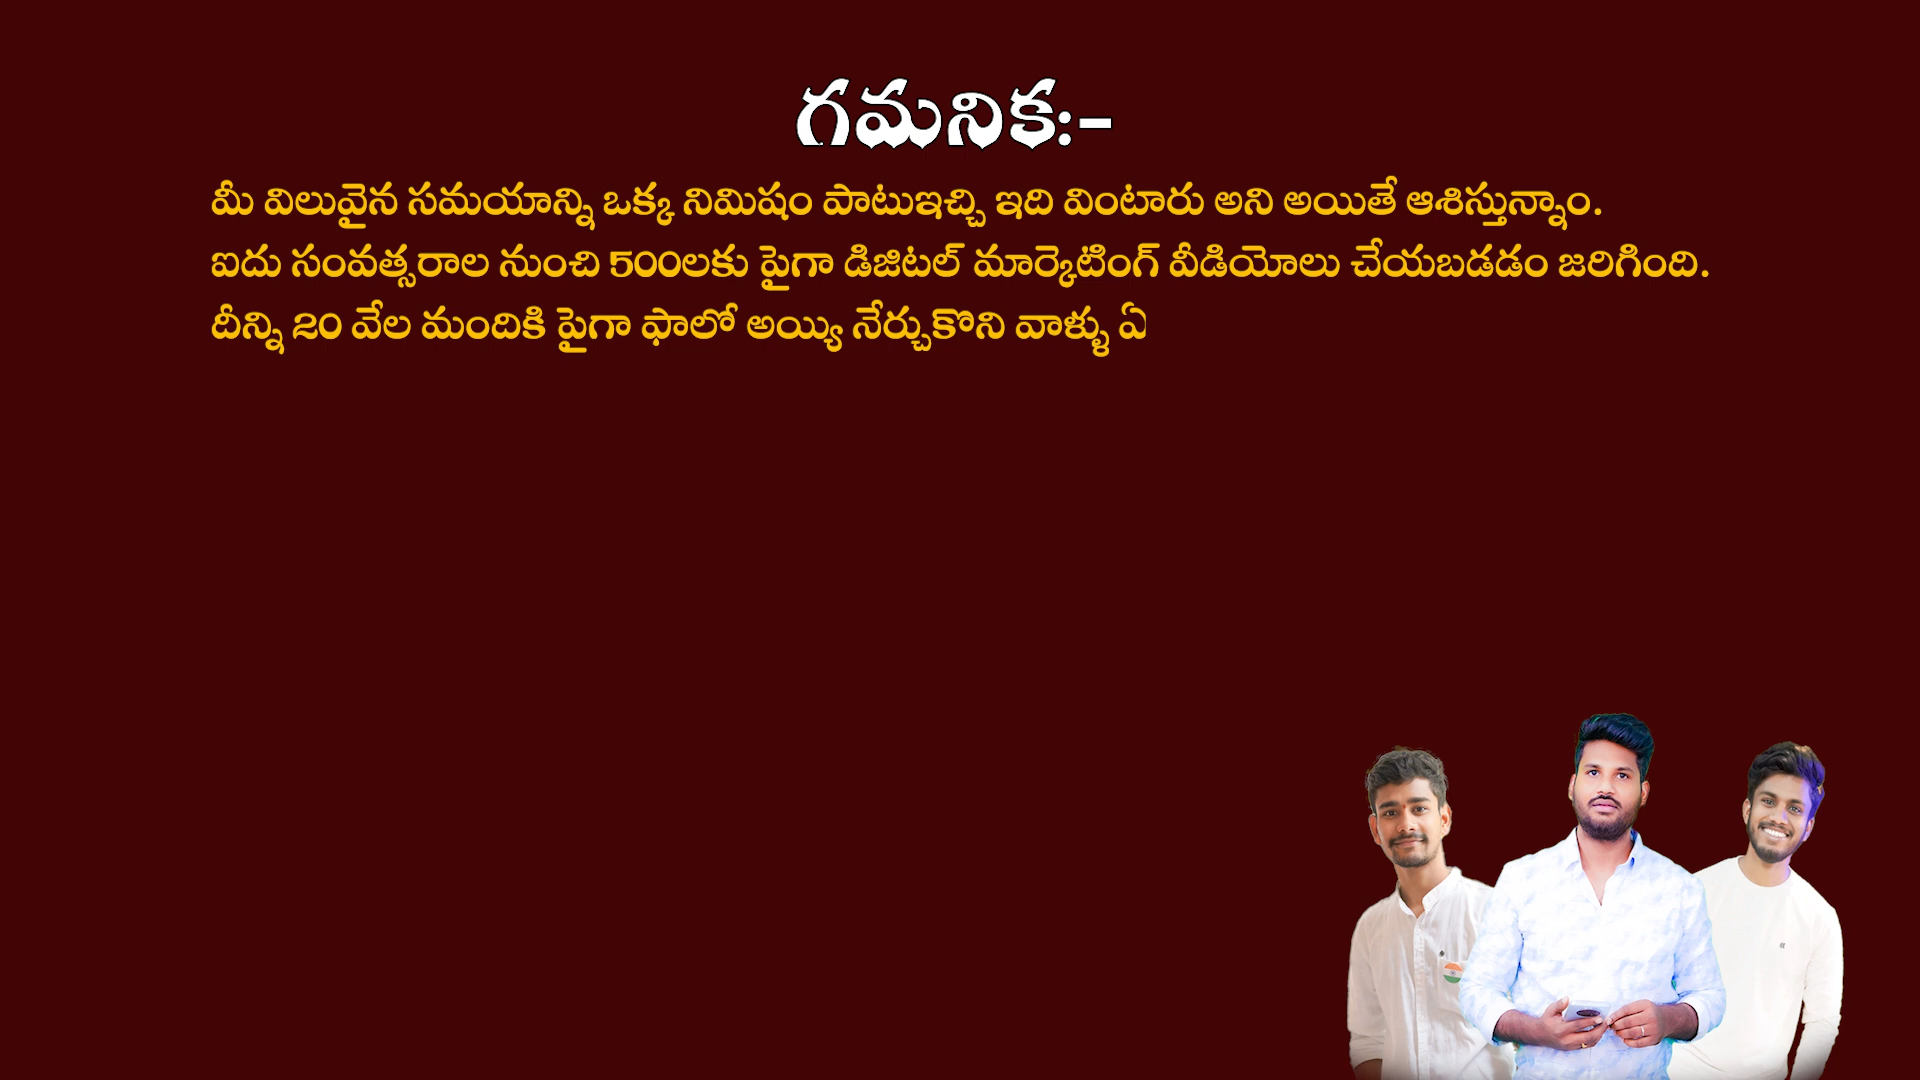 గమనిక:-
మీ విలువైన సమయాన్ని ఒక్క నిమిషం పాటుఇచ్చి ఇది వింటారు అని అయితే ఆశిస్తున్నాం.
ఐదు సంవత్సరాల నుంచి 500లకు పైగా డిజిటల్ మార్కెటింగ్ వీడియోలు చేయబడడం జరిగింది.
దీన్ని 20 వేల మందికి పైగా ఫాలో అయ్యి నేర్చుకొని వాళ్ళు ఏ